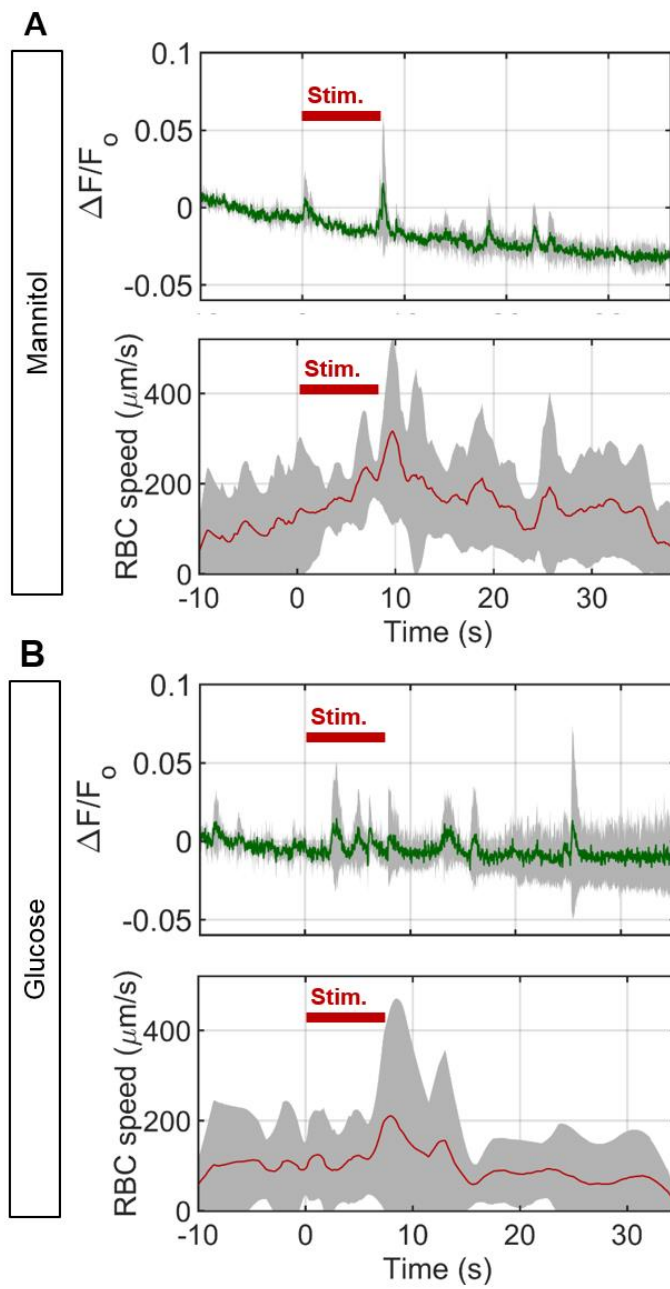 A
Mannitol
0.1
0.05
0
-0.05
ΔF/Fo
Stim.
400
200
0
RBC speed (μm/s)
Stim.
-10 0 10 20 30
Time (s)
B
Glucose
0.1
0.05
0
-0.05
ΔF/Fo
Stim.
400
200
0
RBC speed (μm/s)
Stim.
-10 0 10 20 30
Time (s)